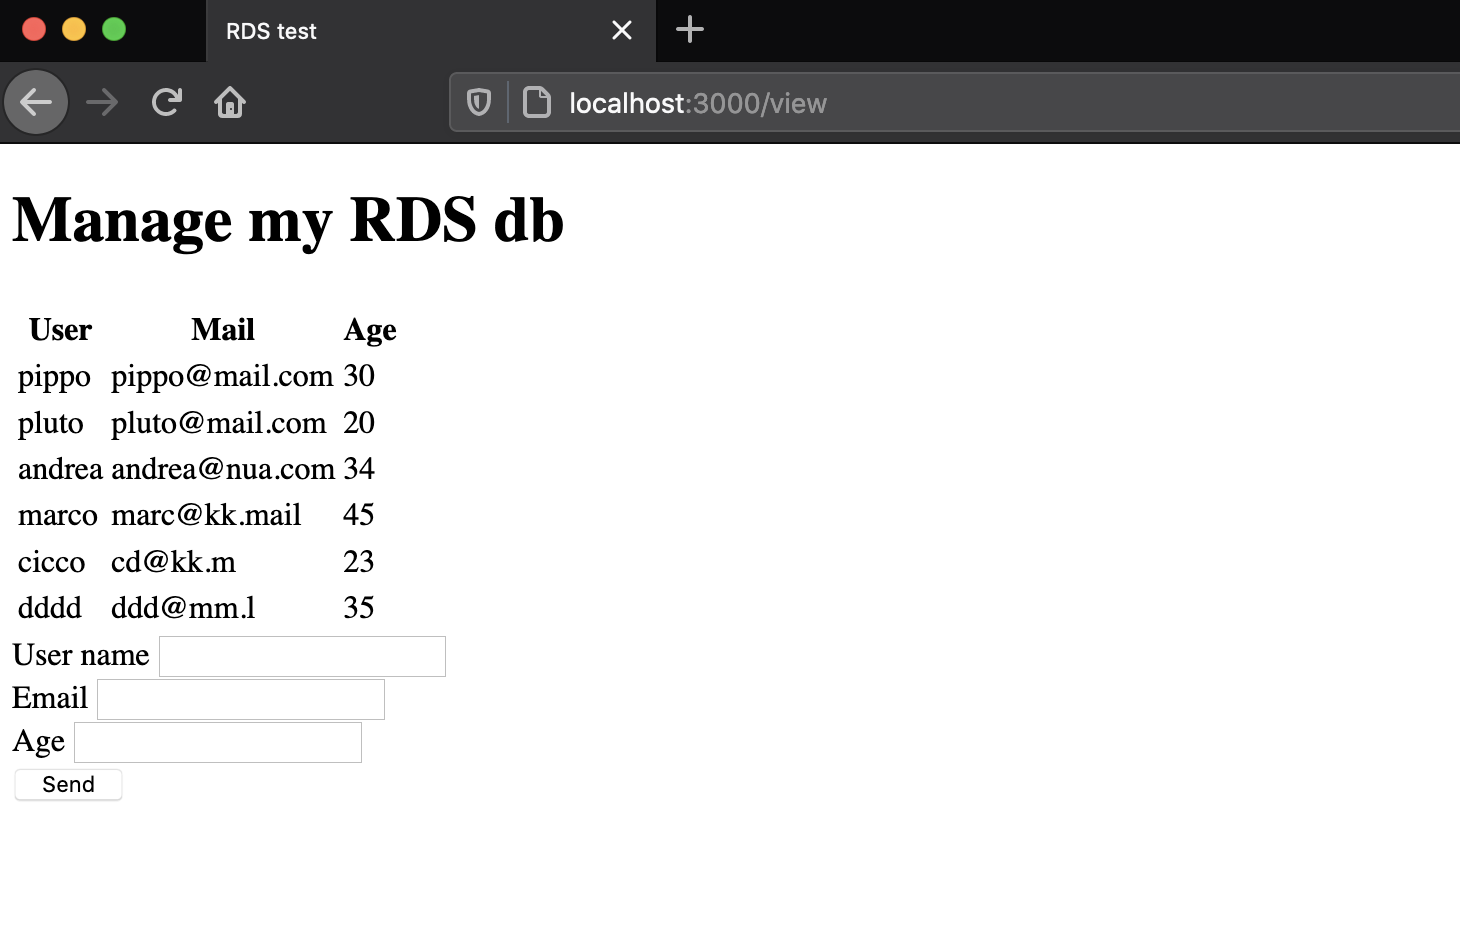 RDS test
localhost:3000/view
Manage my RDS db
User Mail Age
pippo pippo@mail.com 30
pluto pluto@mail.com 20
andrea andrea@nua.com 34
marco marc@kk.mail 45
cicco cd@kk.m 23
dddd ddd@mm.l 35
User name
Email
Age
Send